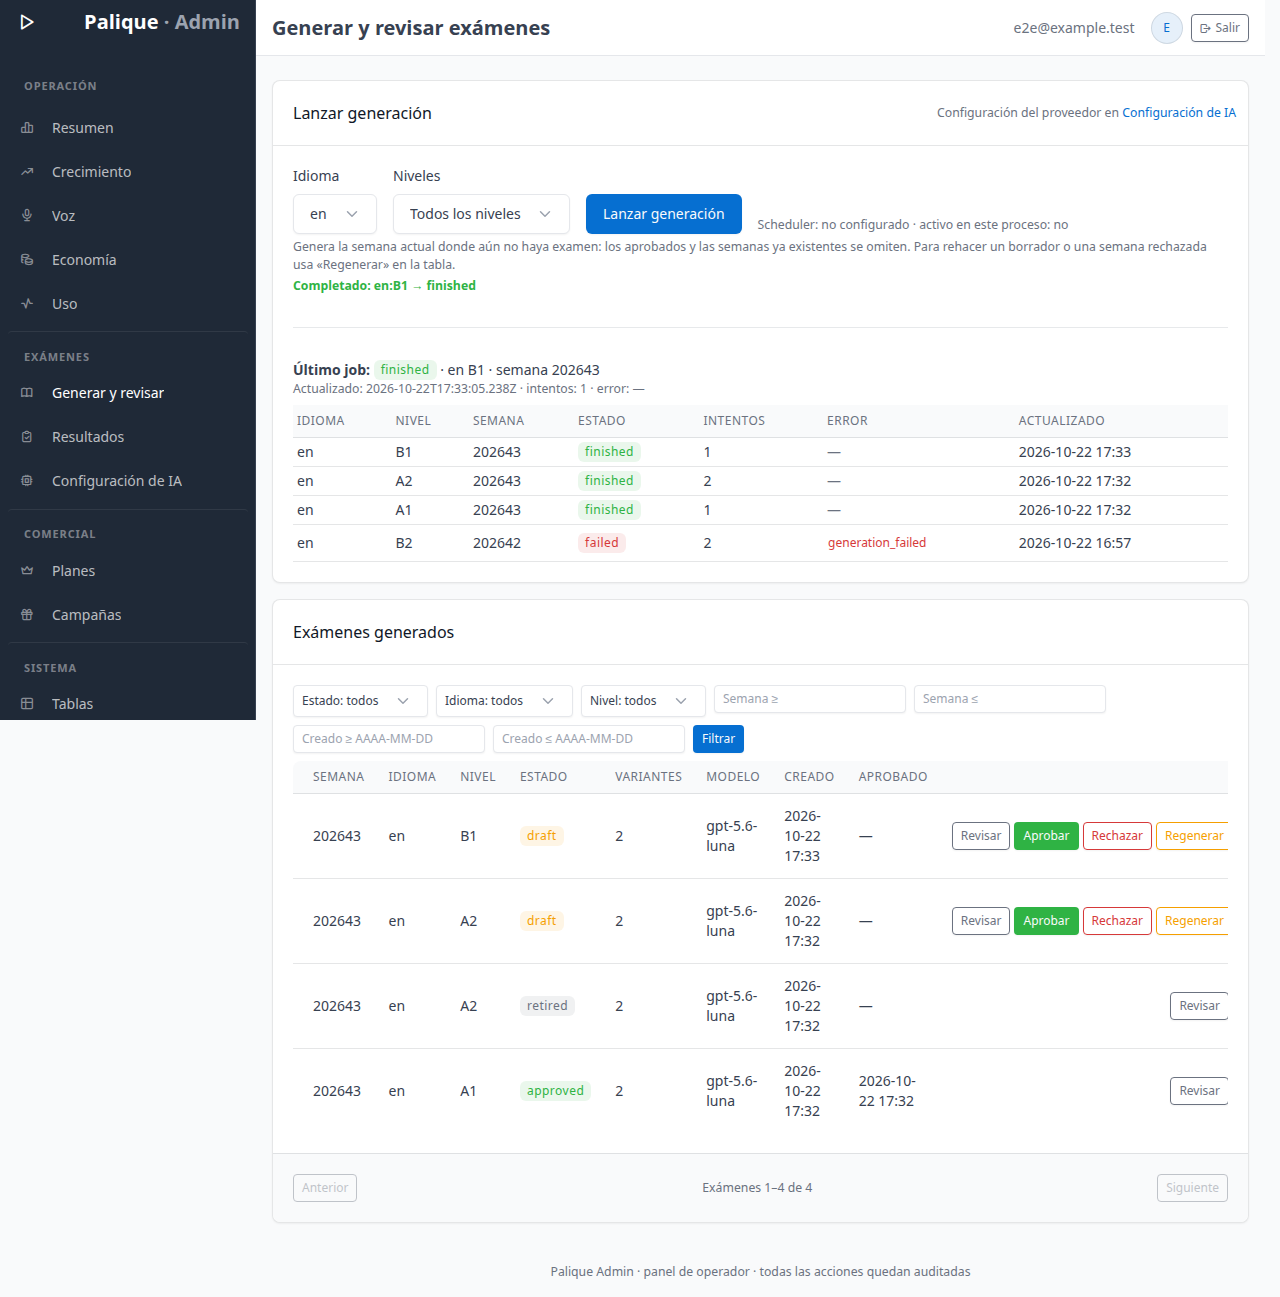 Palique · Admin
OPERACIÓN
Resumen
Crecimiento
Voz
Economía
Uso
EXÁMENES
Generar y revisar
Resultados
Configuración de IA
COMERCIAL
Planes
Campañas
SISTEMA
Tablas
Generar y revisar exámenes
e2e@example.test
E
Salir
Lanzar generación
Configuración del proveedor en Configuración de IA
Idioma Niveles
en Todos los niveles Lanzar generación Scheduler: no configurado · activo en este proceso: no
Genera la semana actual donde aún no haya examen: los aprobados y las semanas ya existentes se omiten. Para rehacer un borrador o una semana rechazada
usa «Regenerar» en la tabla.
Completado: en:B1 → finished
Último job: finished · en B1 · semana 202643
Actualizado: 2026-10-22T17:33:05.238Z · intentos: 1 · error: —
IDIOMA NIVEL SEMANA ESTADO INTENTOS ERROR ACTUALIZADO
en B1 202643 finished 1 — 2026-10-22 17:33
en A2 202643 finished 2 — 2026-10-22 17:32
en A1 202643 finished 1 — 2026-10-22 17:32
en B2 202642 failed 2 generation_failed 2026-10-22 16:57
Exámenes generados
Estado: todos Idioma: todos Nivel: todos Semana ≥ Semana ≤
Creado ≥ AAAA-MM-DD Creado ≤ AAAA-MM-DD Filtrar
SEMANA IDIOMA NIVEL ESTADO VARIANTES MODELO CREADO APROBADO
202643 en B1 draft 2 gpt-5.6-luna 2026-10-22 17:33 — Revisar Aprobar Rechazar Regenerar
202643 en A2 draft 2 gpt-5.6-luna 2026-10-22 17:32 — Revisar Aprobar Rechazar Regenerar
202643 en A2 retired 2 gpt-5.6-luna 2026-10-22 17:32 — Revisar
202643 en A1 approved 2 gpt-5.6-luna 2026-10-22 17:32 2026-10-22 17:32 Revisar
Anterior Exámenes 1–4 de 4 Siguiente
Palique Admin · panel de operador · todas las acciones quedan auditadas